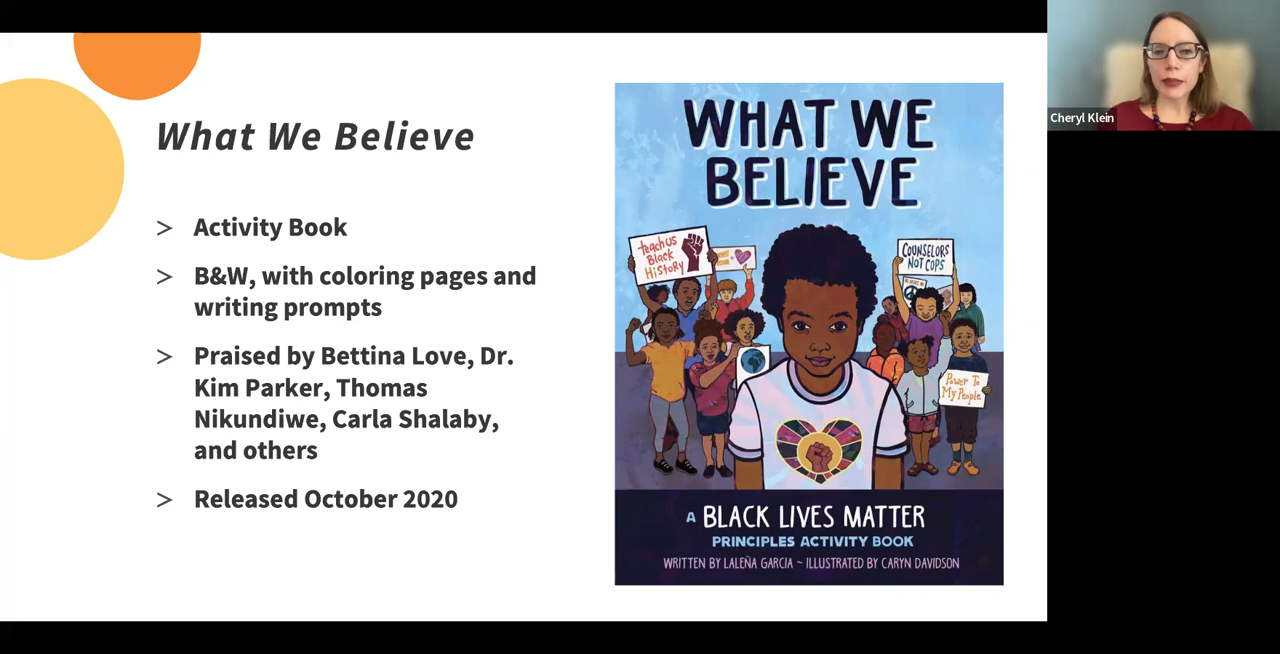 What We Believe
> Activity Book
> B&W, with coloring pages and
writing prompts
> Praised by Bettina Love, Dr.
Kim Parker, Thomas
Nikundiwe, Carla Shalaby,
and others
> Released October 2020
WHAT WE
BELIEVE
teach us
Black
History
COUNSELORS
NOT COPS
Power To
My People
A BLACK LIVES MATTER
PRINCIPLES ACTIVITY BOOK
WRITTEN BY LALEÑA GARCIA ~ ILLUSTRATED BY CARYN DAVIDSON
Cheryl Klein